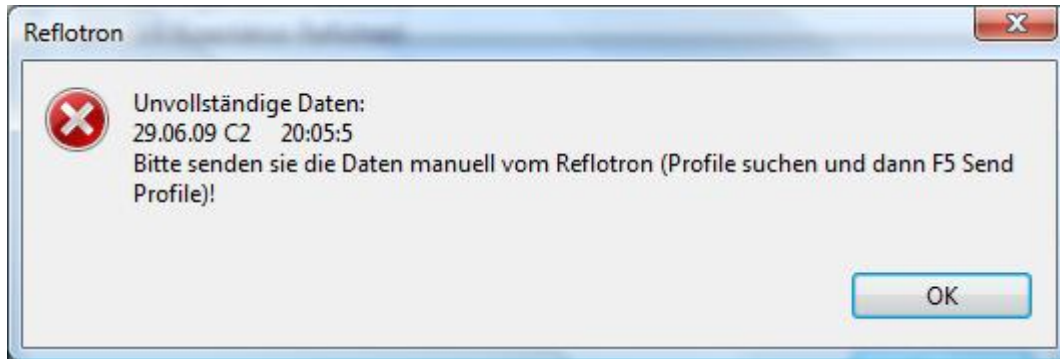 Reflotron
Unvollständige Daten:
29.06.09 C2 20:05:5
Bitte senden sie die Daten manuell vom Reflotron (Profile suchen und dann F5 Send
Profile)!
OK